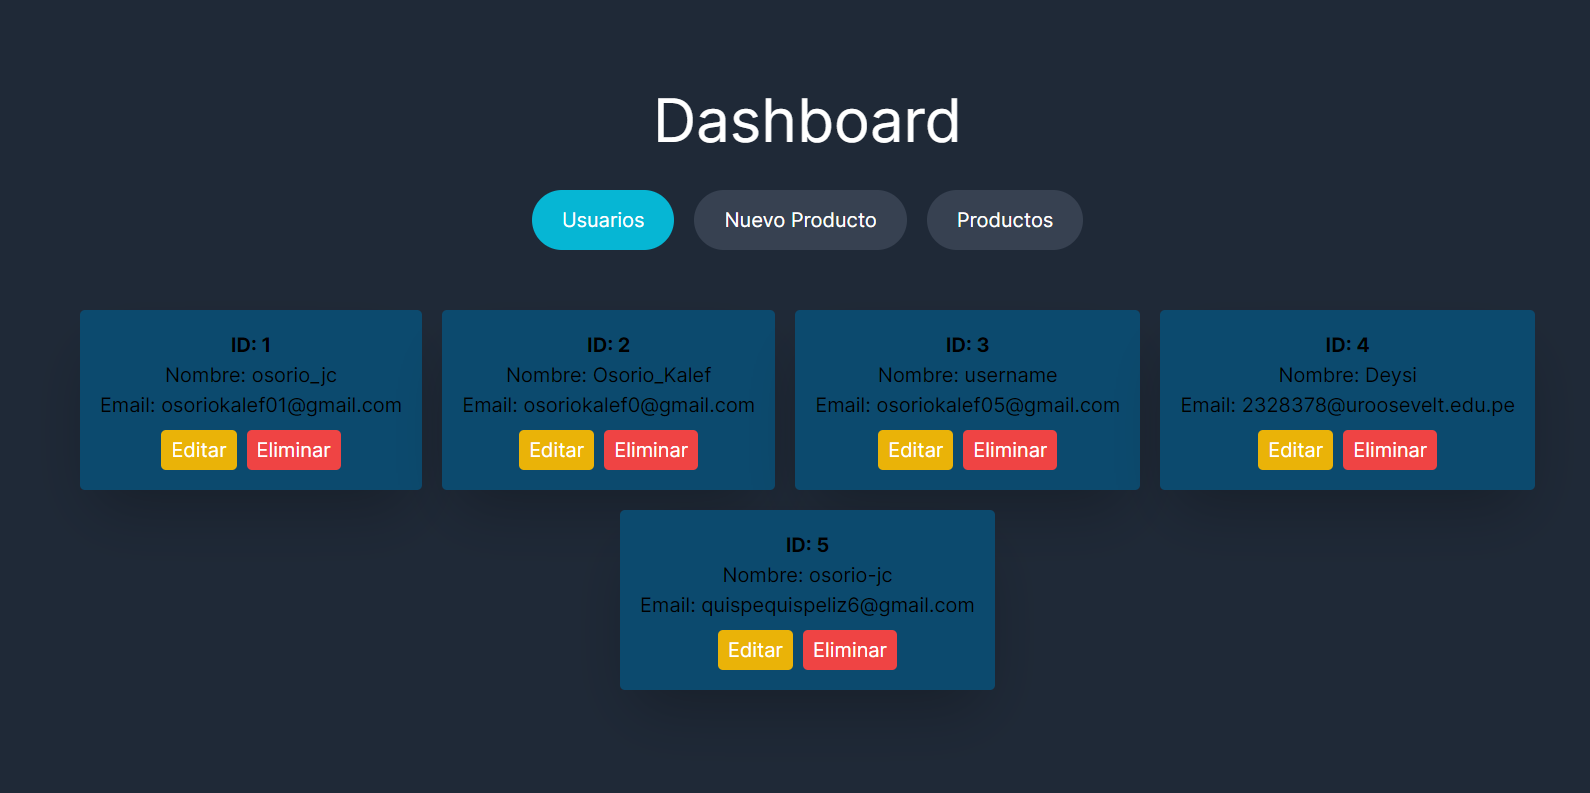 Dashboard
Usuarios
Nuevo Producto
Productos
ID: 1
Nombre: osorio_jc
Email: osoriokalef01@gmail.com
Editar Eliminar
ID: 2
Nombre: Osorio_Kalef
Email: osoriokalef0@gmail.com
Editar Eliminar
ID: 3
Nombre: username
Email: osoriokalef05@gmail.com
Editar Eliminar
ID: 4
Nombre: Deysi
Email: 2328378@uroosevelt.edu.pe
Editar Eliminar
ID: 5
Nombre: osorio-jc
Email: quispequispeliz6@gmail.com
Editar Eliminar